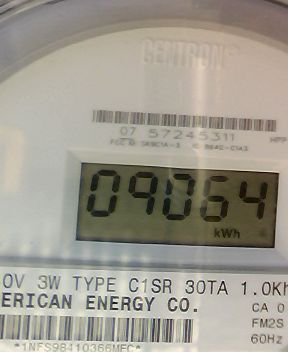 CENTRON
07 57245311
09064
kWh
0V 3W TYPE C1SR 30TA 1.0Kh
ERICAN ENERGY CO.
CA 0
FM2S
60Hz
*1NFS98410366MEC*